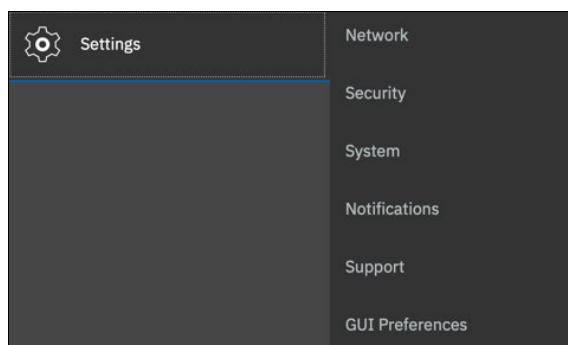 Settings
Network
Security
System
Notifications
Support
GUI Preferences